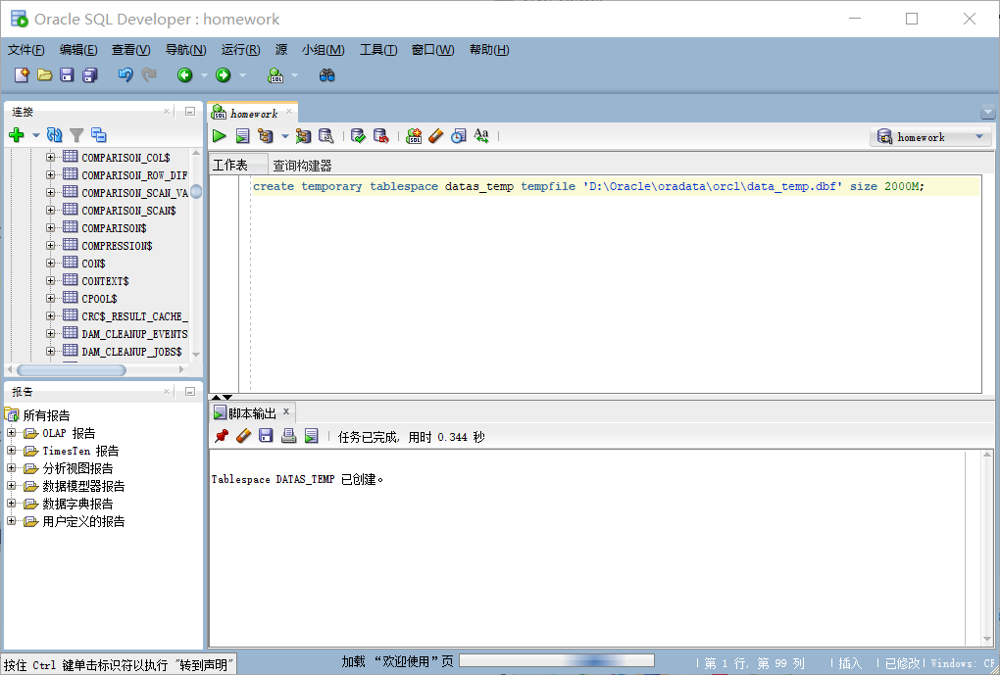 Oracle SQL Developer : homework
文件(F) 编辑(E) 查看(V) 导航(N) 运行(R) 源 小组(M) 工具(T) 窗口(W) 帮助(H)
连接
COMPARISON_COL$
COMPARISON_ROW_DIF
COMPARISON_SCAN_VA
COMPARISON_SCAN$
COMPARISON$
COMPRESSION$
CON$
CONTEXT$
CPOOL$
CRC$_RESULT_CACHE_
DAM_CLEANUP_EVENTS
DAM_CLEANUP_JOBS$
报告
所有报告
OLAP 报告
TimesTen 报告
分析视图报告
数据模型器报告
数据字典报告
用户定义的报告
homework
homework
工作表 查询构建器
create temporary tablespace datas_temp tempfile 'D:\Oracle\oradata\orcl\data_temp.dbf' size 2000M;
脚本输出
任务已完成, 用时 0.344 秒
Tablespace DATAS_TEMP 已创建。
按住 Ctrl 键单击标识符以执行 "转到声明"
加载 “欢迎使用”页
第 1 行, 第 99 列 插入 已修改 Windows: CR